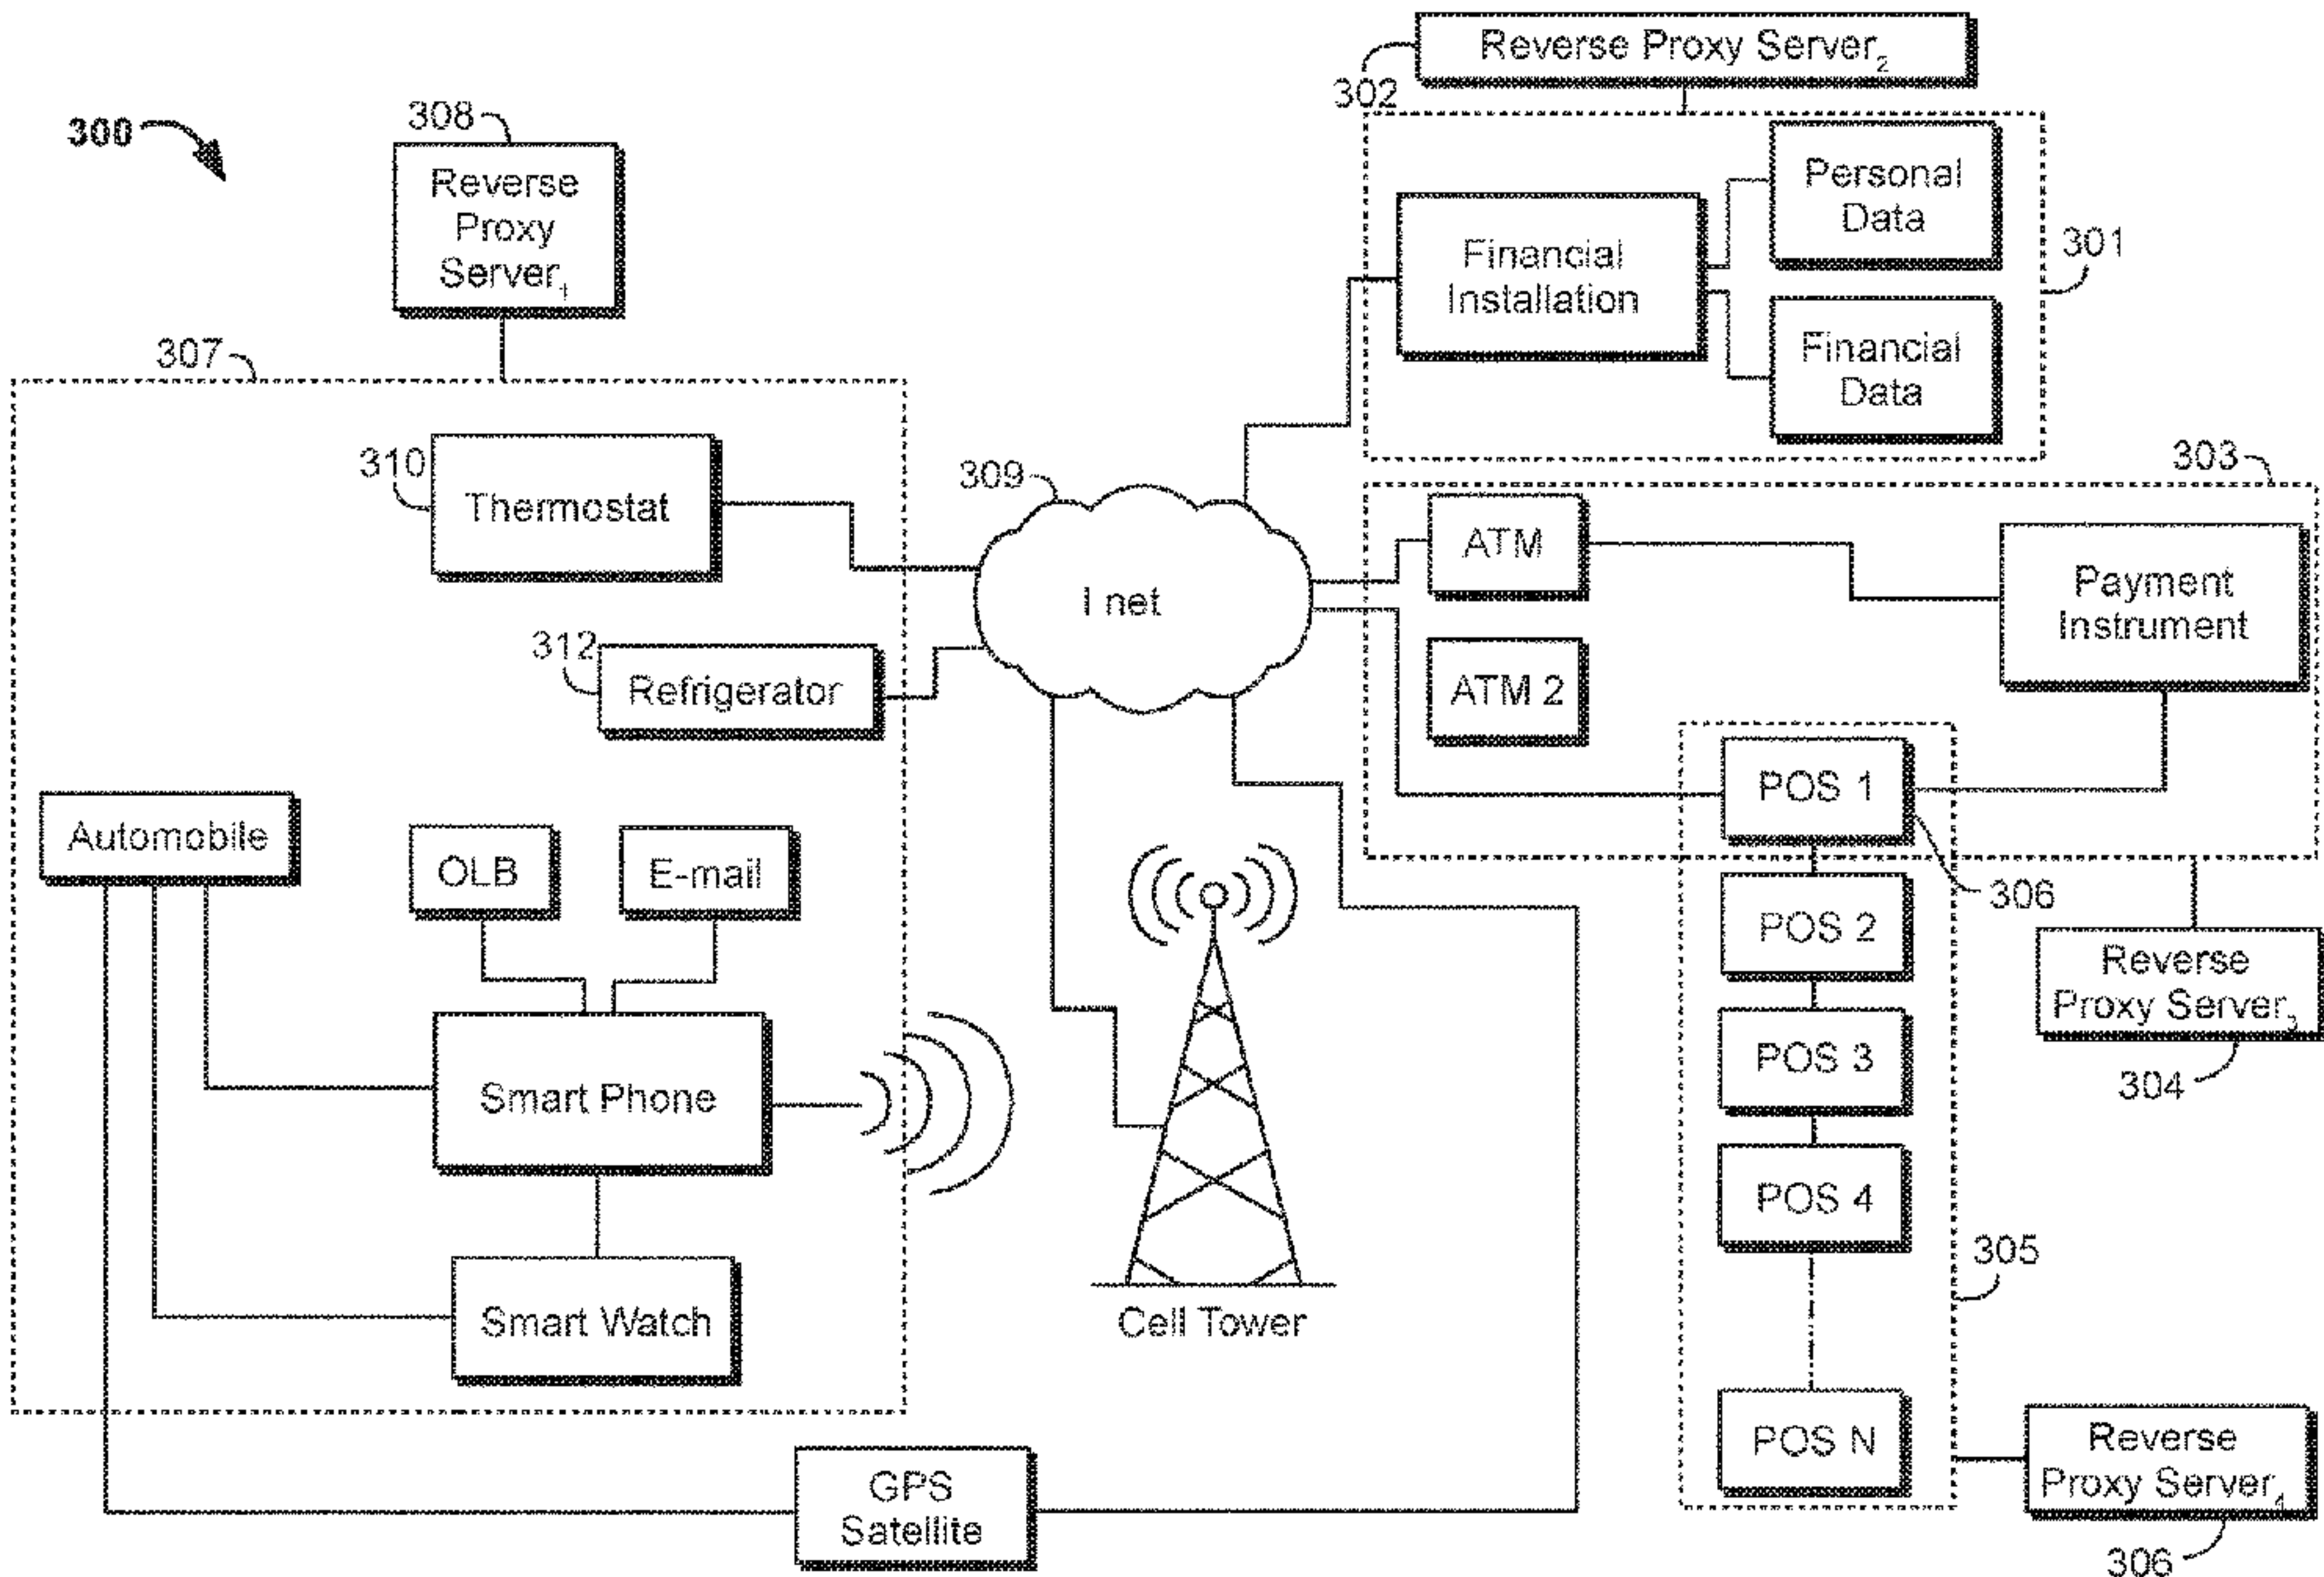 300
308
Reverse
Proxy
Server1
307
310
Thermostat
312
Refrigerator
Automobile
OLB
E-mail
Smart Phone
Smart Watch
GPS
Satellite
309
I net
Cell Tower
Reverse Proxy Server2
302
Financial
Installation
Personal
Data
Financial
Data
301
303
ATM
ATM 2
Payment
Instrument
POS 1
306
POS 2
POS 3
POS 4
POS N
Reverse
Proxy Server3
304
305
Reverse
Proxy Server4
306